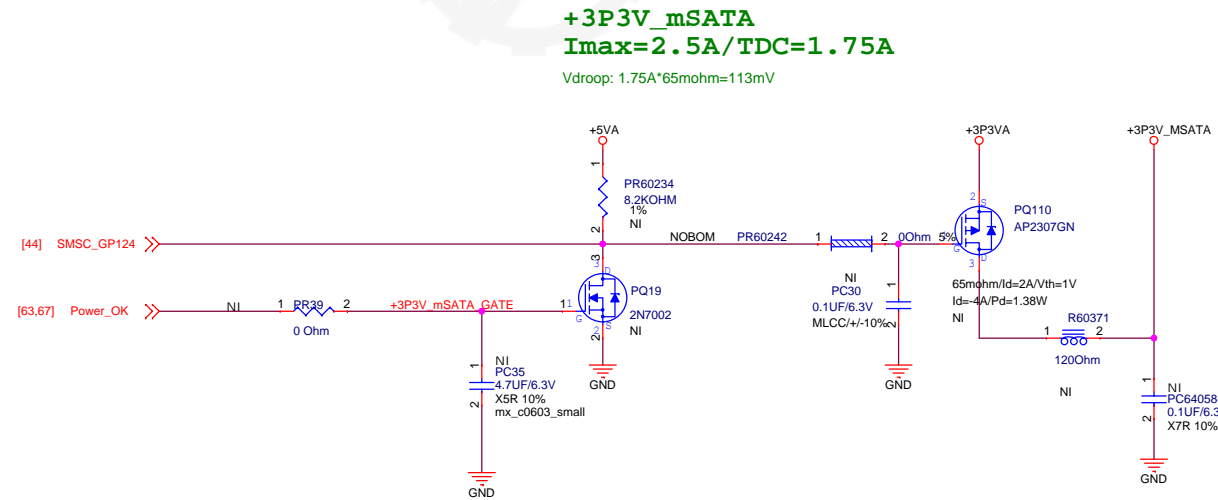 +3P3V_mSATA
Imax=2.5A/TDC=1.75A
Vdroop: 1.75A*65mohm=113mV
+5VA
+3P3VA
+3P3V_MSATA
1
PR60234
8.2KOHM
1%
NI
2
2
S
PQ110
AP2307GN
G
D
3
[44] SMSC_GP124
NOBOM PR60242 1 2 0Ohm 5%
3
3
D
PQ19
2N7002
NI
1 1
G
S
2
2
GND
[63,67] Power_OK NI 1 PR39 2 +3P3V_mSATA_GATE
0 Ohm
NI
PC30
0.1UF/6.3V
MLCC/+/-10%
1
2
GND
65mohm/Id=2A/Vth=1V
Id=-4A/Pd=1.38W
NI
R60371
1 2
120Ohm
NI
1
NI
PC35
4.7UF/6.3V
X5R 10%
mx_c0603_small
2
GND
1
NI
PC64058
0.1UF/6.3
X7R 10%
2
GND